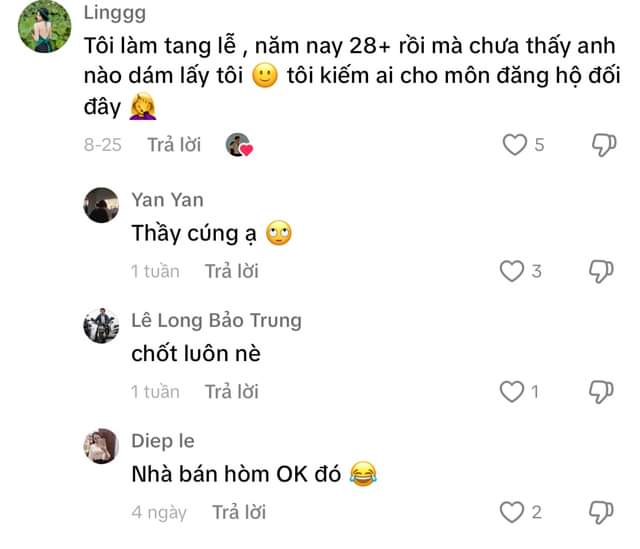 Linggg
Tôi làm tang lễ , năm nay 28+ rồi mà chưa thấy anh
nào dám lấy tôi 🙂 tôi kiếm ai cho môn đăng hộ đối
đây 🤦‍♀️
8-25 Trả lời 5
Yan Yan
Thầy cúng ạ 🙄
1 tuần Trả lời 3
Lê Long Bảo Trung
chốt luôn nè
1 tuần Trả lời 1
Diep le
Nhà bán hòm OK đó 😂
4 ngày Trả lời 2